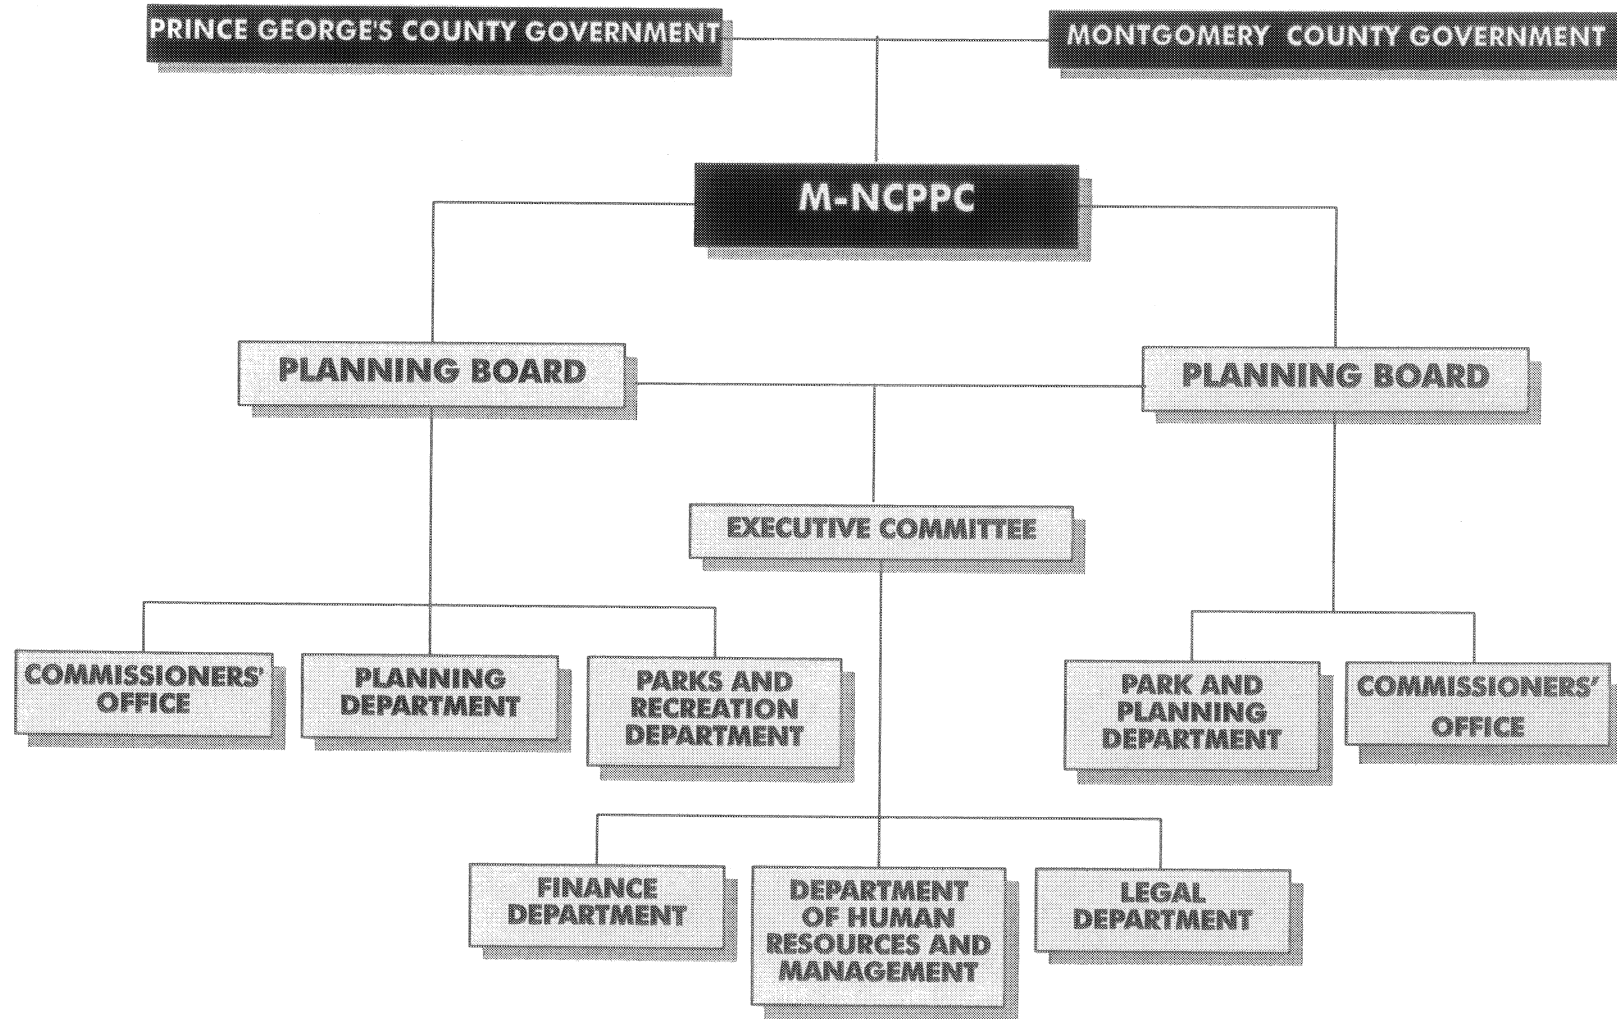 PRINCE GEORGE'S COUNTY GOVERNMENT
MONTGOMERY COUNTY GOVERNMENT
M-NCPPC
PLANNING BOARD
PLANNING BOARD
EXECUTIVE COMMITTEE
COMMISSIONERS'
OFFICE
PLANNING
DEPARTMENT
PARKS AND
RECREATION
DEPARTMENT
PARK AND
PLANNING
DEPARTMENT
COMMISSIONERS'
OFFICE
FINANCE
DEPARTMENT
DEPARTMENT
OF HUMAN
RESOURCES AND
MANAGEMENT
LEGAL
DEPARTMENT